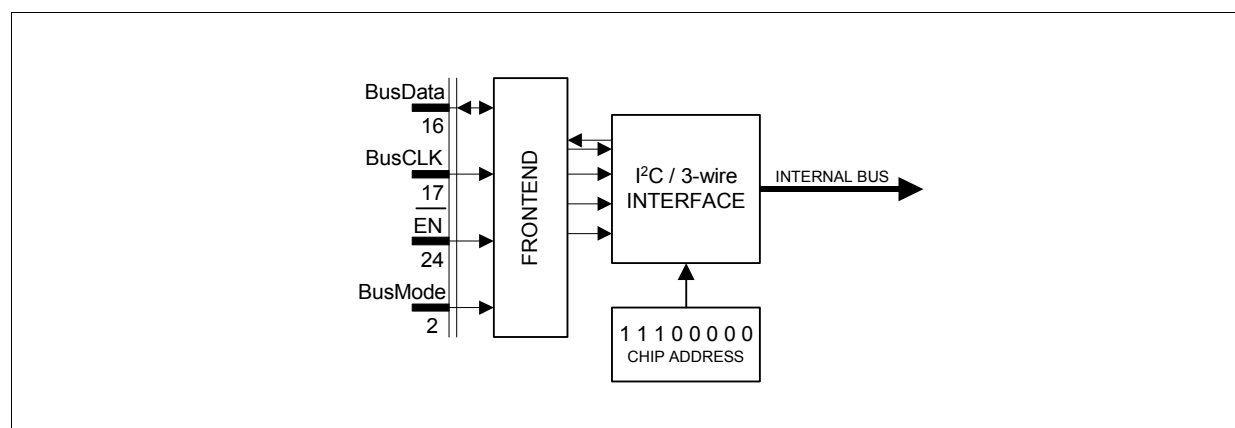 BusData
16
BusCLK
17
EN
24
BusMode
2
FRONTEND
I²C / 3-wire
INTERFACE
INTERNAL BUS
1 1 1 0 0 0 0 0
CHIP ADDRESS